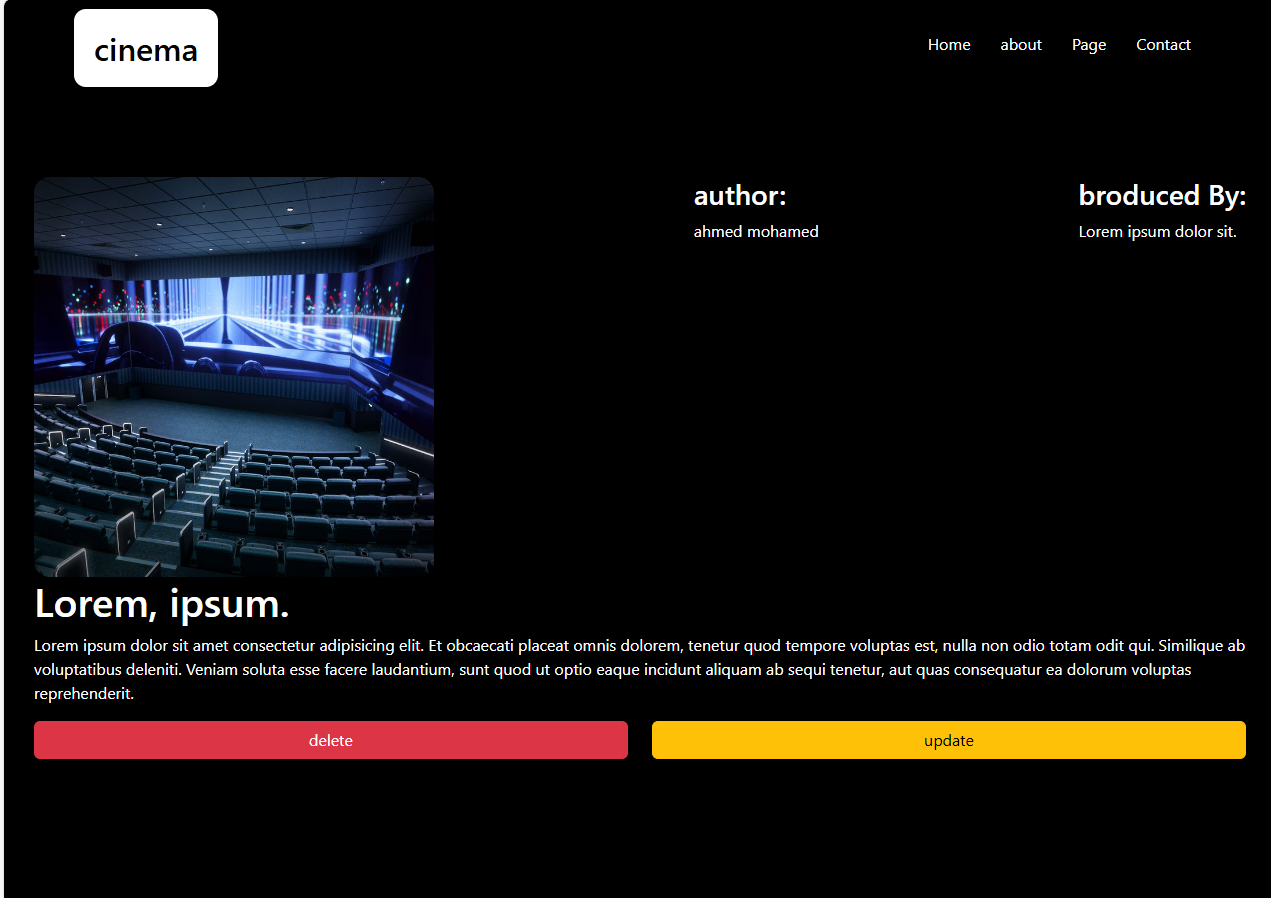 cinema
Home about Page Contact
author:
ahmed mohamed
broduced By:
Lorem ipsum dolor sit.
Lorem, ipsum.
Lorem ipsum dolor sit amet consectetur adipisicing elit. Et obcaecati placeat omnis dolorem, tenetur quod tempore voluptas est, nulla non odio totam odit qui. Similique ab
voluptatibus deleniti. Veniam soluta esse facere laudantium, sunt quod ut optio eaque incidunt aliquam ab sequi tenetur, aut quas consequatur ea dolorum voluptas
reprehenderit.
delete
update